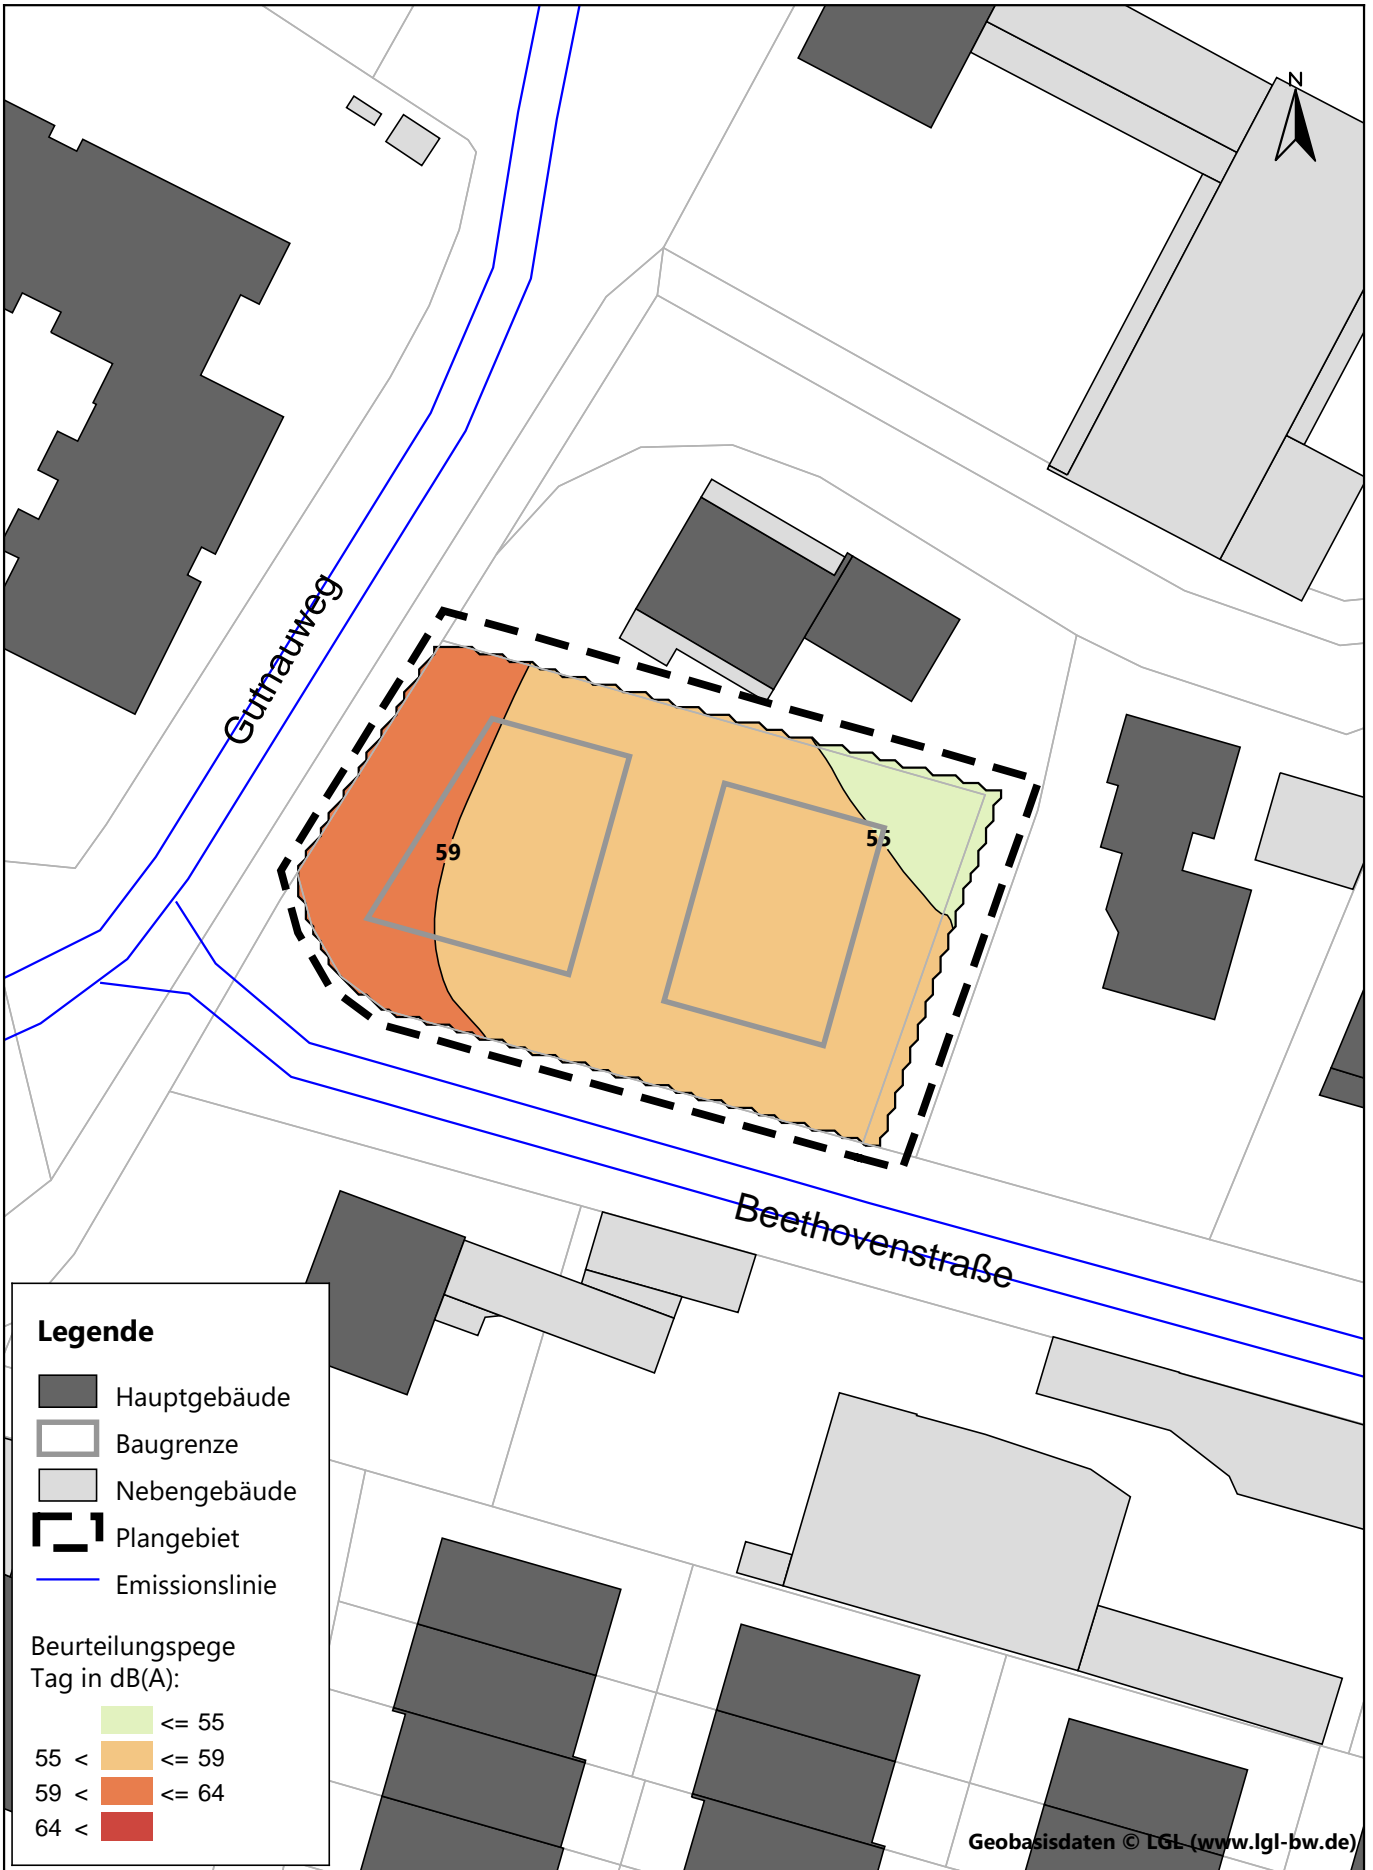 N
Gutnauweg
59
55
Beethovenstraße
Legende
Hauptgebäude
Baugrenze
Nebengebäude
Plangebiet
Emissionslinie
Beurteilungspege
Tag in dB(A):
<= 55
55 < <= 59
59 < <= 64
64 <
Geobasisdaten © LGL (www.lgl-bw.de)